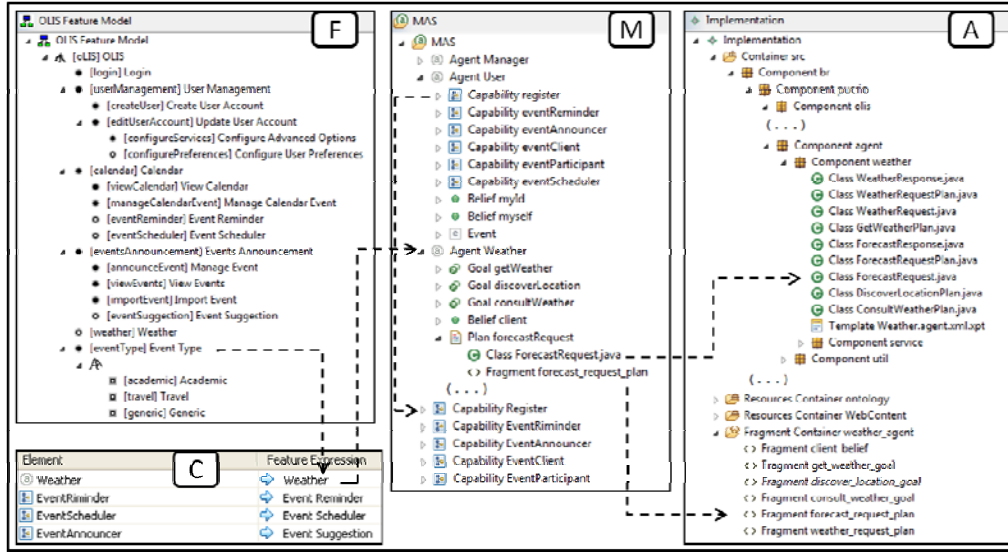 OLIS Feature Model
F
OLIS Feature Model
[oLIS] OLIS
[login] Login
[userManagement] User Management
[createUser] Create User Account
[editUserAccount] Update User Account
[configureServices] Configure Advanced Options
[configurePreferences] Configure User Preferences
[calendar] Calendar
[viewCalendar] View Calendar
[manageCalendarEvent] Manage Calendar Event
[eventReminder] Event Reminder
[eventScheduler] Event Scheduler
[eventsAnnouncement] Events Announcement
[announceEvent] Manage Event
[viewEvents] View Events
[importEvent] Import Event
[eventSuggestion] Event Suggestion
[weather] Weather
[eventType] Event Type
[academic] Academic
[travel] Travel
[generic] Generic
Element
C
Feature Expression
Weather
Weather
EventRiminder
Event Reminder
EventScheduler
Event Scheduler
EventAnnouncer
Event Suggestion
MAS
M
MAS
Agent Manager
Agent User
Capability register
Capability eventReminder
Capability eventAnnouncer
Capability eventClient
Capability eventParticipant
Capability eventScheduler
Belief myId
Belief myself
Event
Agent Weather
Goal getWeather
Goal discoverLocation
Goal consultWeather
Belief client
Plan forecastRequest
Class ForecastRequest.java
<> Fragment forecast_request_plan
(...)
Capability Register
Capability EventRiminder
Capability EventAnnouncer
Capability EventClient
Capability EventParticipant
Implementation
A
Implementation
Container src
Component br
Component pucrio
Component olis
(...)
Component agent
Component weather
Class WeatherResponse.java
Class WeatherRequestPlan.java
Class WeatherRequest.java
Class GetWeatherPlan.java
Class ForecastResponse.java
Class ForecastRequestPlan.java
Class ForecastRequest.java
Class DiscoverLocationPlan.java
Class ConsultWeatherPlan.java
Template Weather.agent.xml.xpt
Component service
Component util
(...)
Resources Container ontology
Resources Container WebContent
Fragment Container weather_agent
<> Fragment client_belief
<> Fragment get_weather_goal
<> Fragment discover_location_goal
<> Fragment consult_weather_goal
<> Fragment forecast_request_plan
<> Fragment weather_request_plan